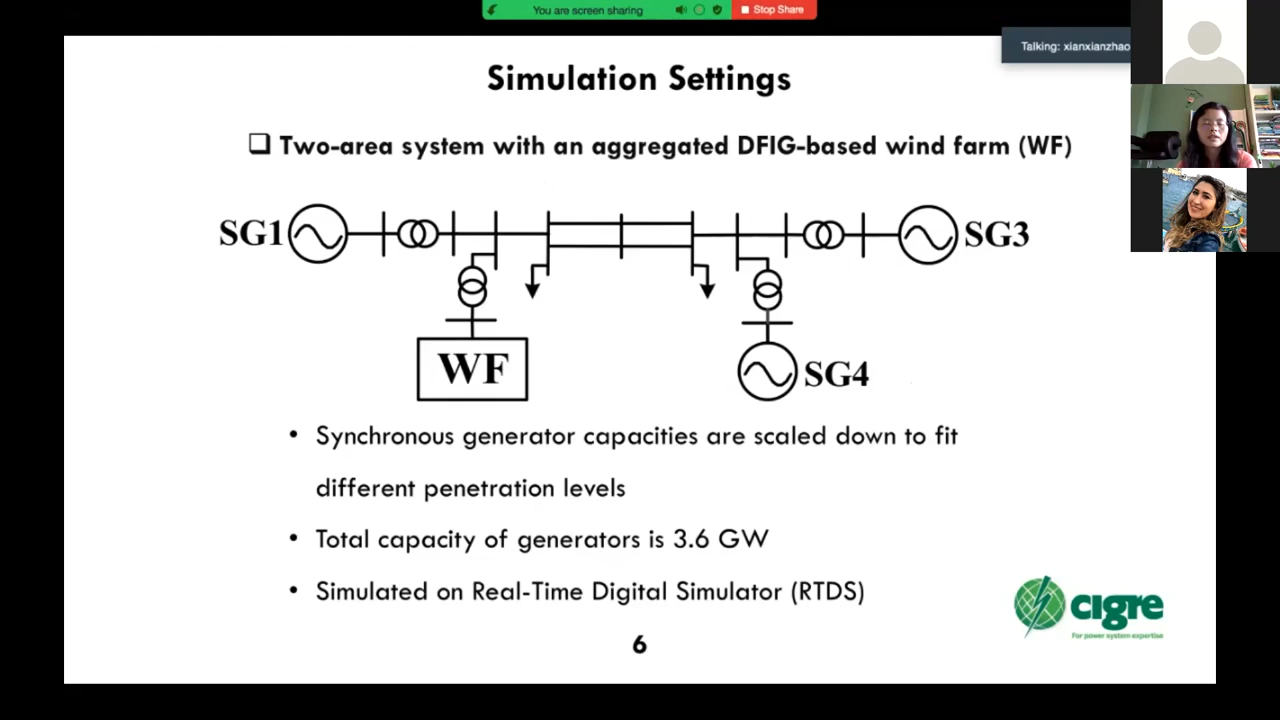 You are screen sharing
Stop Share
Talking: xianxianzhao
Simulation Settings
Two-area system with an aggregated DFIG-based wind farm (WF)
SG1
SG3
WF
SG4
• Synchronous generator capacities are scaled down to fit
different penetration levels
• Total capacity of generators is 3.6 GW
• Simulated on Real-Time Digital Simulator (RTDS)
cigre
For power system expertise
6